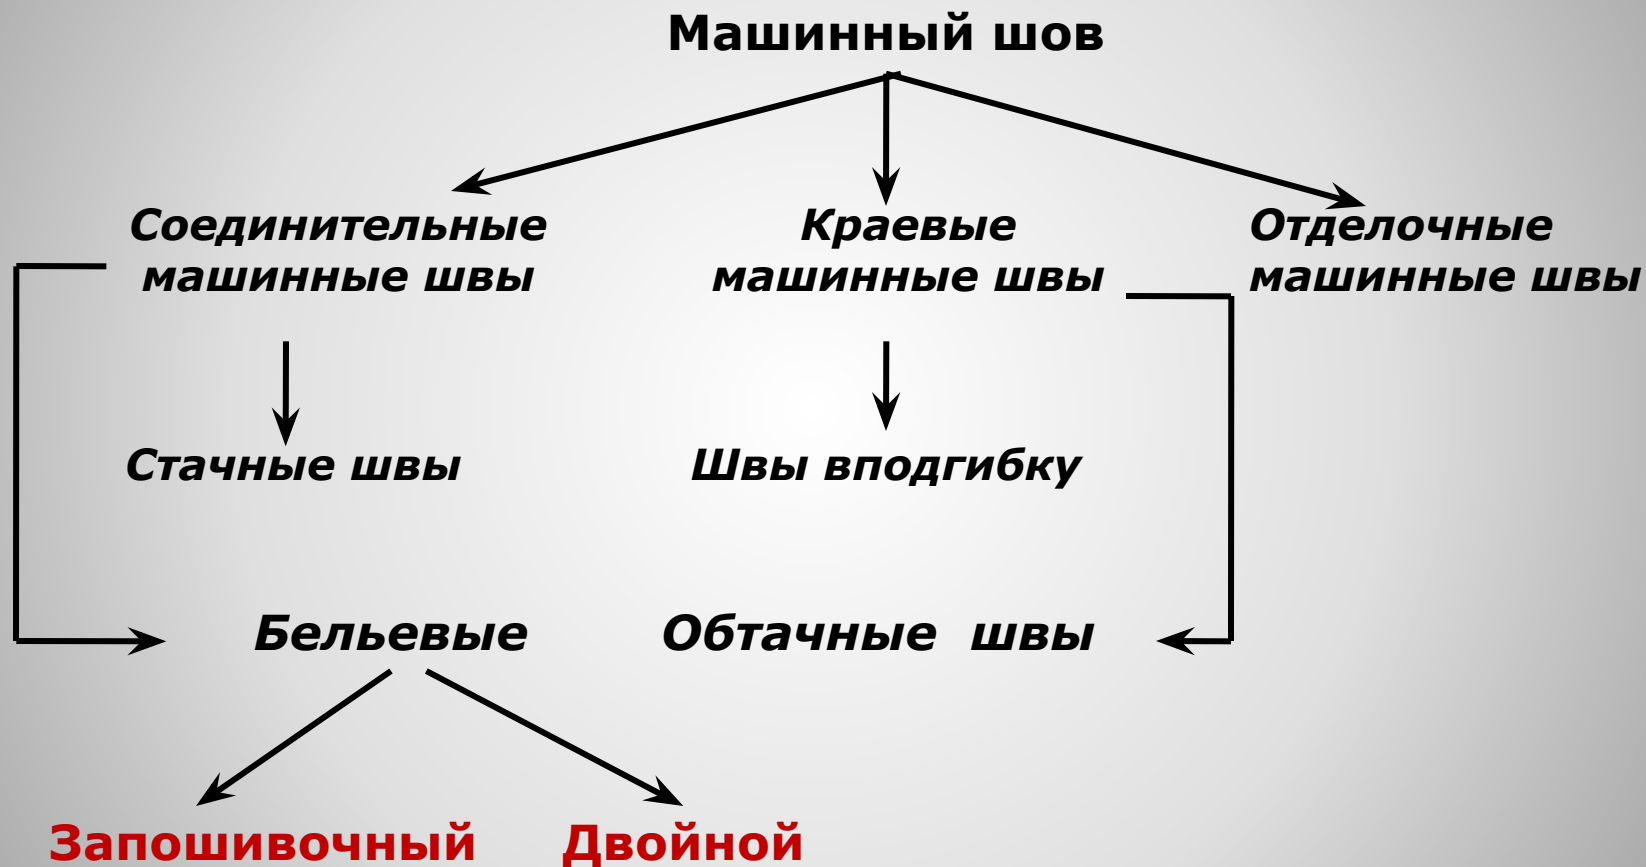 Машинный шов
Соединительные
машинные швы
Краевые
машинные швы
Отделочные
машинные швы
Стачные швы
Швы вподгибку
Бельевые
Обтачные швы
Запошивочный
Двойной